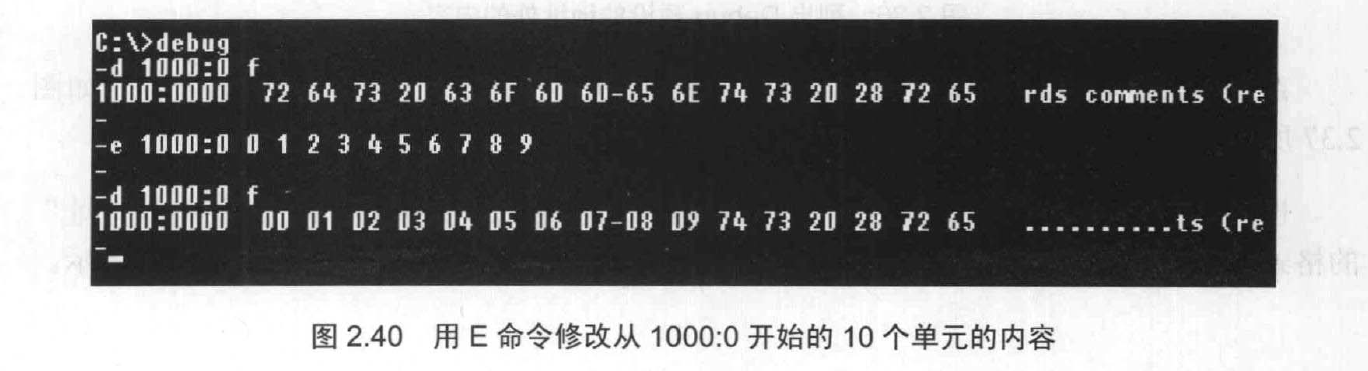 C:\>debug
-d 1000:0 f
1000:0000  72 64 73 20 63 6F 6D 6D-65 6E 74 73 20 28 72 65  rds comments (re
-
-e 1000:0 0 1 2 3 4 5 6 7 8 9
-
-d 1000:0 f
1000:0000  00 01 02 03 04 05 06 07-08 09 74 73 20 28 72 65  ..........ts (re
-
图 2.40 用 E 命令修改从 1000:0 开始的 10 个单元的内容